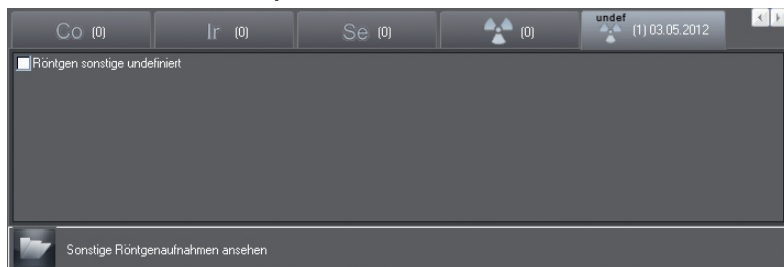 Co (0) Ir (0) Se (0) (0) undef (1) 03.05.2012
Röntgen sonstige undefiniert
Sonstige Röntgenaufnahmen ansehen